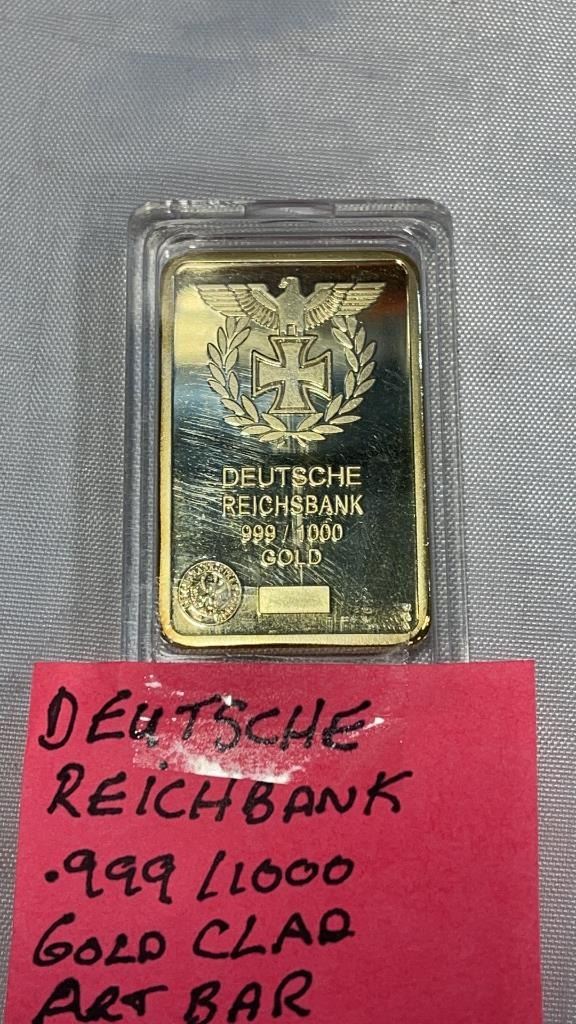 DEUTSCHE
REICHSBANK
999 / 1000
GOLD
DEUTSCHE
REICHBANK
.999/1000
GOLD CLAD
ART BAR